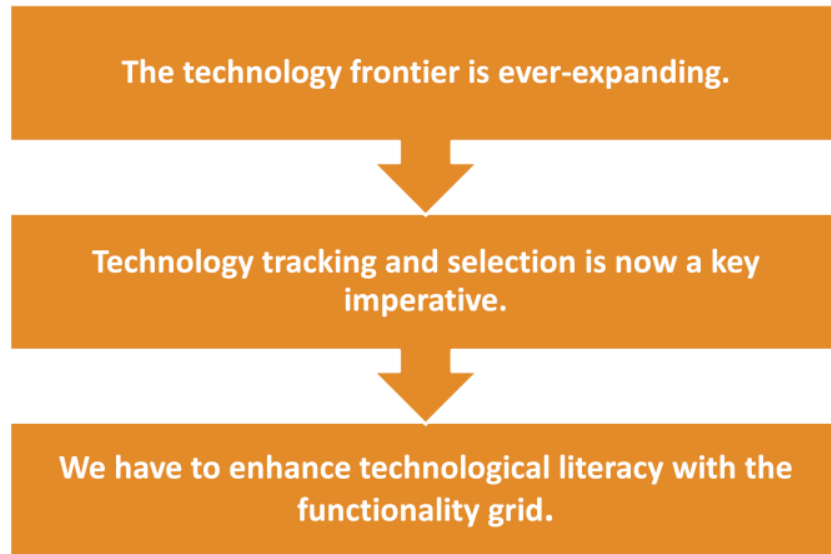 The technology frontier is ever-expanding.
Technology tracking and selection is now a key
imperative.
We have to enhance technological literacy with the
functionality grid.